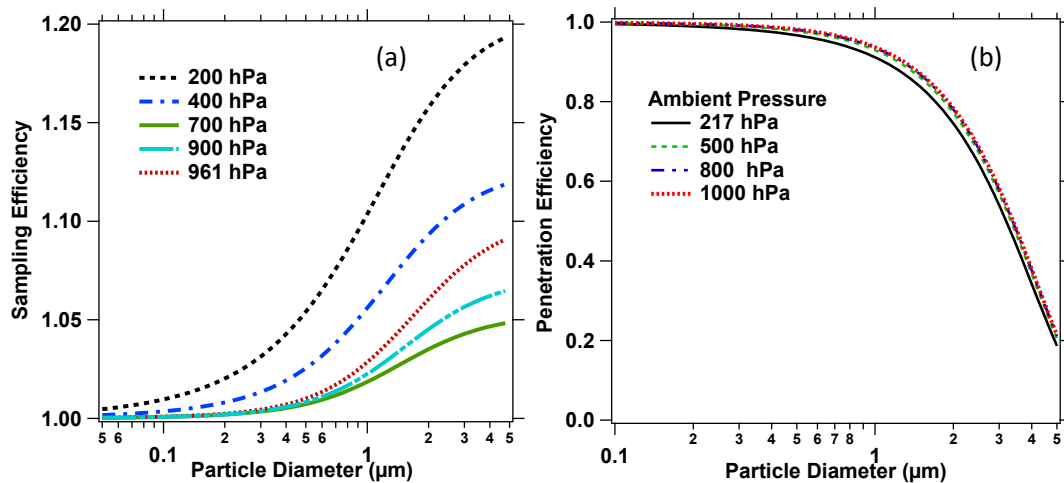 (a)
200 hPa
400 hPa
700 hPa
900 hPa
961 hPa
Sampling Efficiency
1.20
1.15
1.10
1.05
1.00
5 6 2 3 4 5 6 2 3 4 5
0.1 1
Particle Diameter (µm)
(b)
Ambient Pressure
217 hPa
500 hPa
800 hPa
1000 hPa
Penetration Efficiency
1.0
0.8
0.6
0.4
0.2
0.0
2 3 4 5 6 7 8 2 3 4 5
0.1 1
Particle Diameter (µm)